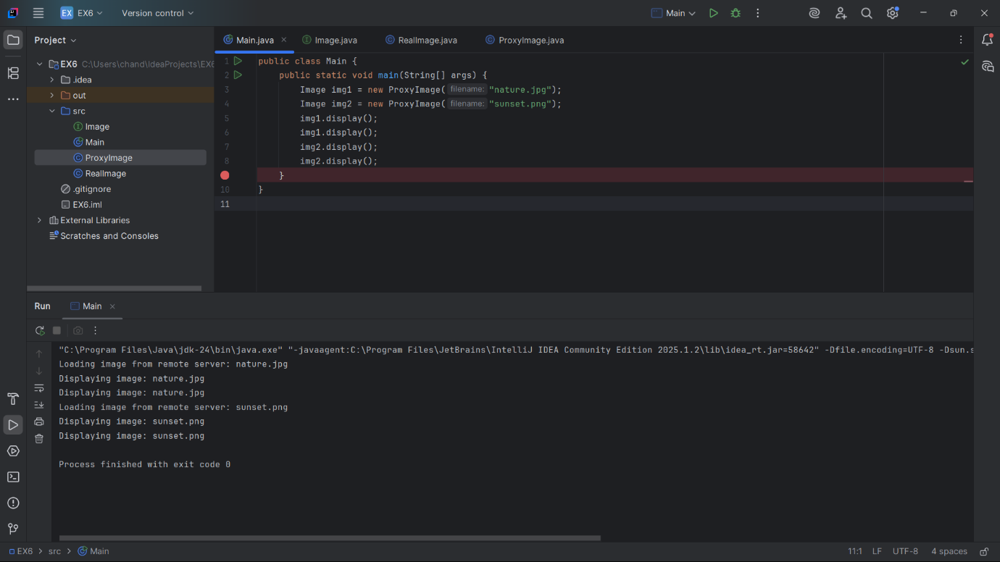 EX EX6 Version control Main
Project
Main.java Image.java RealImage.java ProxyImage.java
EX6 C:\Users\chand\IdeaProjects\EX6
.idea
out
src
Image
Main
ProxyImage
RealImage
.gitignore
EX6.iml
External Libraries
Scratches and Consoles
1 public class Main {
2 public static void main(String[] args) {
3 Image img1 = new ProxyImage( filename: "nature.jpg");
4 Image img2 = new ProxyImage( filename: "sunset.png");
5 img1.display();
6 img1.display();
7 img2.display();
8 img2.display();
}
10 }
11
Run Main
"C:\Program Files\Java\jdk-24\bin\java.exe" "-javaagent:C:\Program Files\JetBrains\IntelliJ IDEA Community Edition 2025.1.2\lib\idea_rt.jar=58642" -Dfile.encoding=UTF-8 -Dsun.s
Loading image from remote server: nature.jpg
Displaying image: nature.jpg
Displaying image: nature.jpg
Loading image from remote server: sunset.png
Displaying image: sunset.png
Displaying image: sunset.png
Process finished with exit code 0
EX6 > src > Main 11:1 LF UTF-8 4 spaces